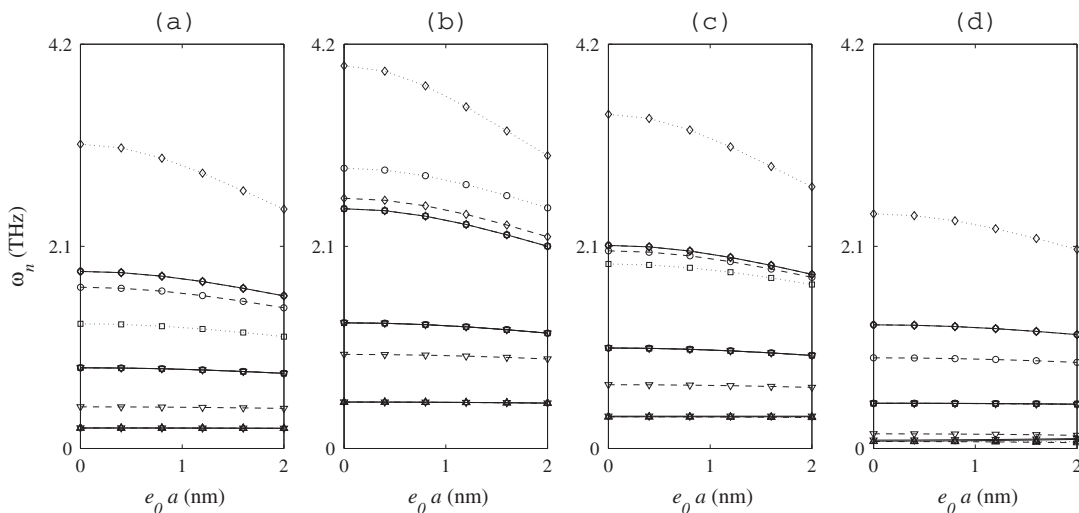 (a) (b) (c) (d)
4.2 4.2 4.2 4.2
ω_n (THz)
2.1 2.1 2.1 2.1
0 0 0 0
0 1 2 0 1 2 0 1 2 0 1 2
e_0 a (nm) e_0 a (nm) e_0 a (nm) e_0 a (nm)